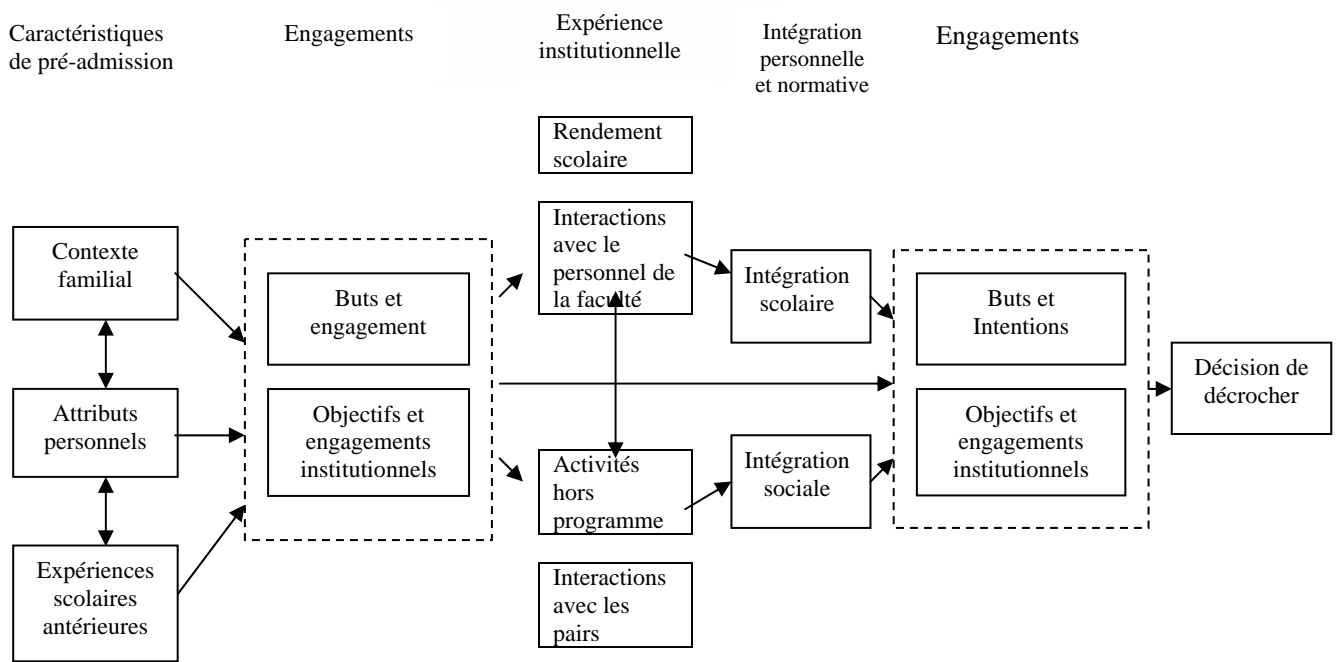 Caractéristiques
de pré-admission
Engagements
Expérience
institutionnelle
Intégration
personnelle
et normative
Engagements
Rendement
scolaire
Contexte
familial
Attributs
personnels
Expériences
scolaires
antérieures
Buts et
engagement
Objectifs et
engagements
institutionnels
Interactions
avec le
personnel de
la faculté
Activités
hors
programme
Interactions
avec les
pairs
Intégration
scolaire
Intégration
sociale
Buts et
Intentions
Objectifs et
engagements
institutionnels
Décision de
décrocher